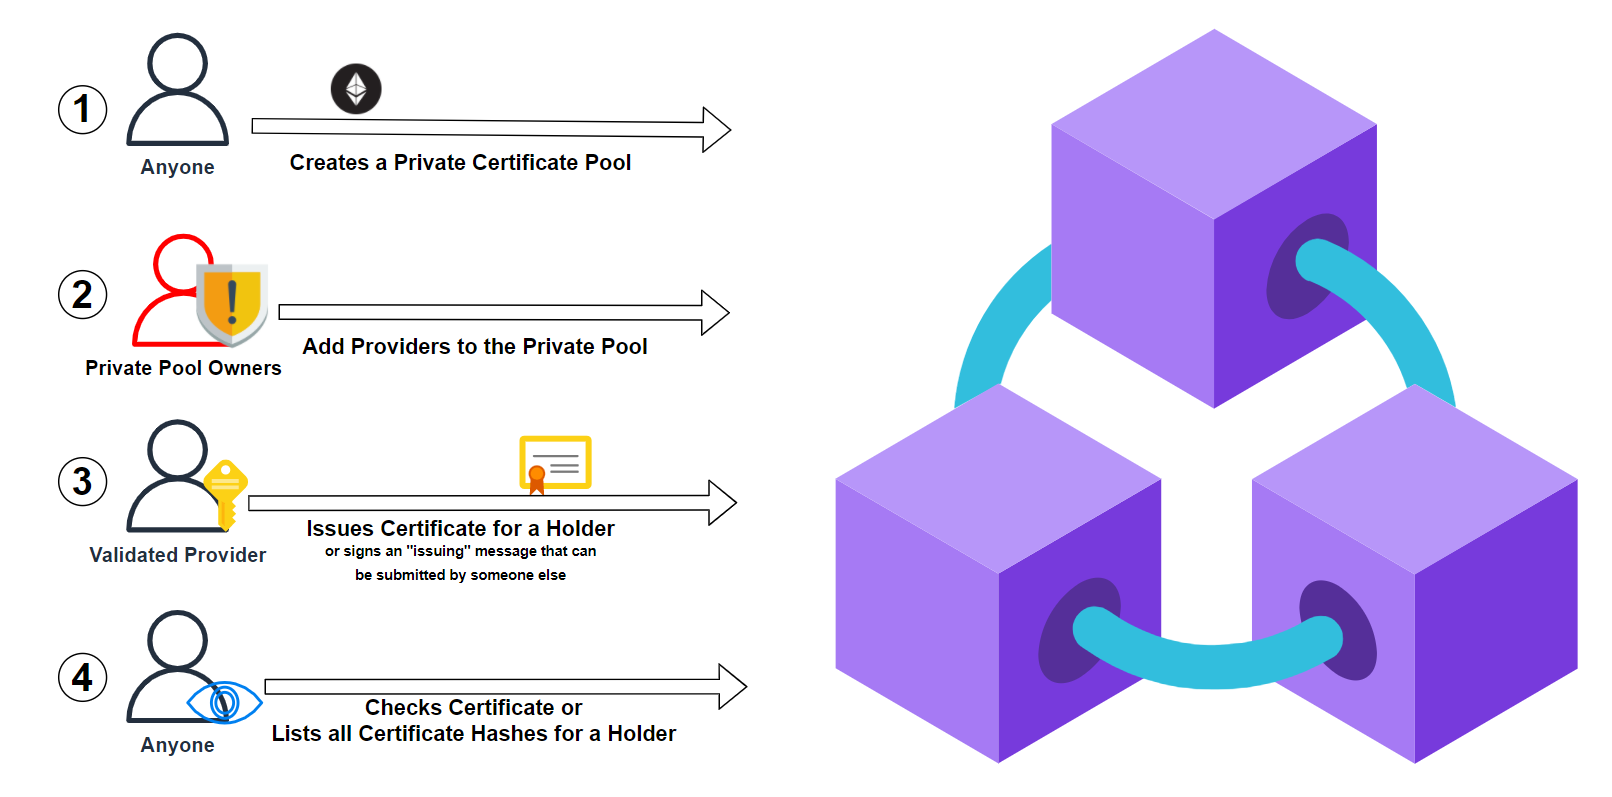 1
Anyone
Creates a Private Certificate Pool
2
Private Pool Owners
Add Providers to the Private Pool
3
Validated Provider
Issues Certificate for a Holder
or signs an "issuing" message that can
be submitted by someone else
4
Anyone
Checks Certificate or
Lists all Certificate Hashes for a Holder